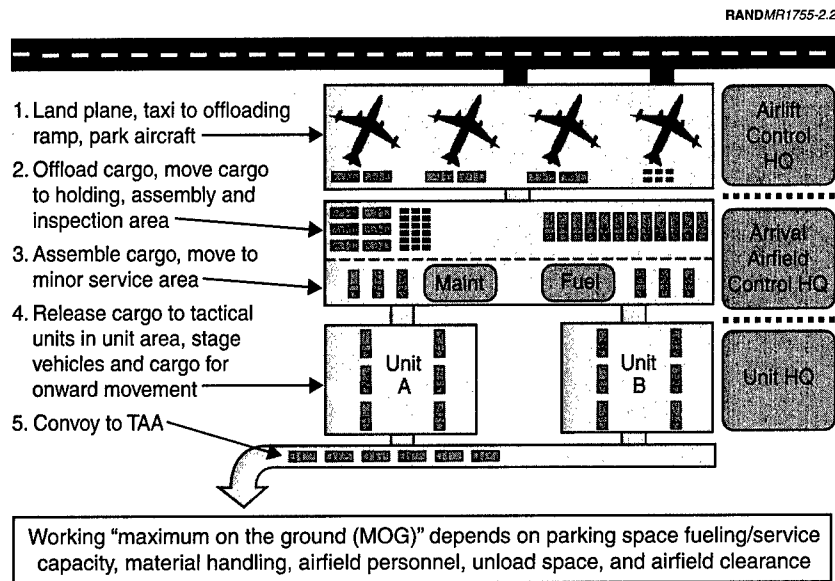 RANDMR1755-2.2
1. Land plane, taxi to offloading
ramp, park aircraft
2. Offload cargo, move cargo
to holding, assembly and
inspection area
3. Assemble cargo, move to
minor service area
4. Release cargo to tactical
units in unit area, stage
vehicles and cargo for
onward movement
5. Convoy to TAA
Airlift
Control
HQ
Arrival
Airfield
Control HQ
Maint
Fuel
Unit
A
Unit
B
Unit HQ
Working "maximum on the ground (MOG)" depends on parking space fueling/service
capacity, material handling, airfield personnel, unload space, and airfield clearance